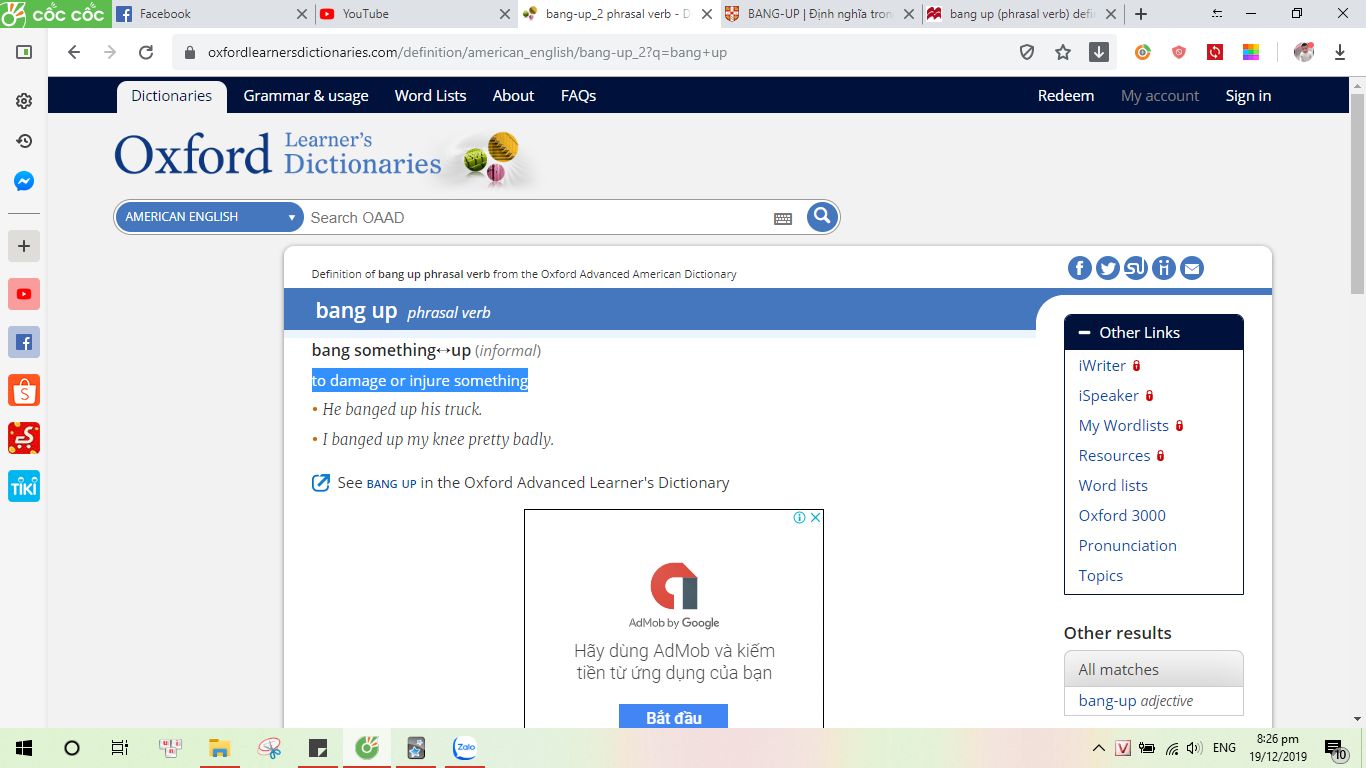 cốc cốc
Facebook
YouTube
bang-up_2 phrasal verb - D
BANG-UP | Định nghĩa tron
bang up (phrasal verb) defin
oxfordlearnersdictionaries.com/definition/american_english/bang-up_2?q=bang+up
Dictionaries
Grammar & usage
Word Lists
About
FAQs
Redeem
My account
Sign in
Oxford Learner's
Dictionaries
AMERICAN ENGLISH
Search OAAD
Definition of bang up phrasal verb from the Oxford Advanced American Dictionary
bang up phrasal verb
bang something↔up (informal)
to damage or injure something
• He banged up his truck.
• I banged up my knee pretty badly.
See BANG UP in the Oxford Advanced Learner's Dictionary
AdMob by Google
Hãy dùng AdMob và kiếm
tiền từ ứng dụng của bạn
Bắt đầu
Other Links
iWriter
iSpeaker
My Wordlists
Resources
Word lists
Oxford 3000
Pronunciation
Topics
Other results
All matches
bang-up adjective
TIKI
Zalo
V
ENG
8:26 pm
19/12/2019
10